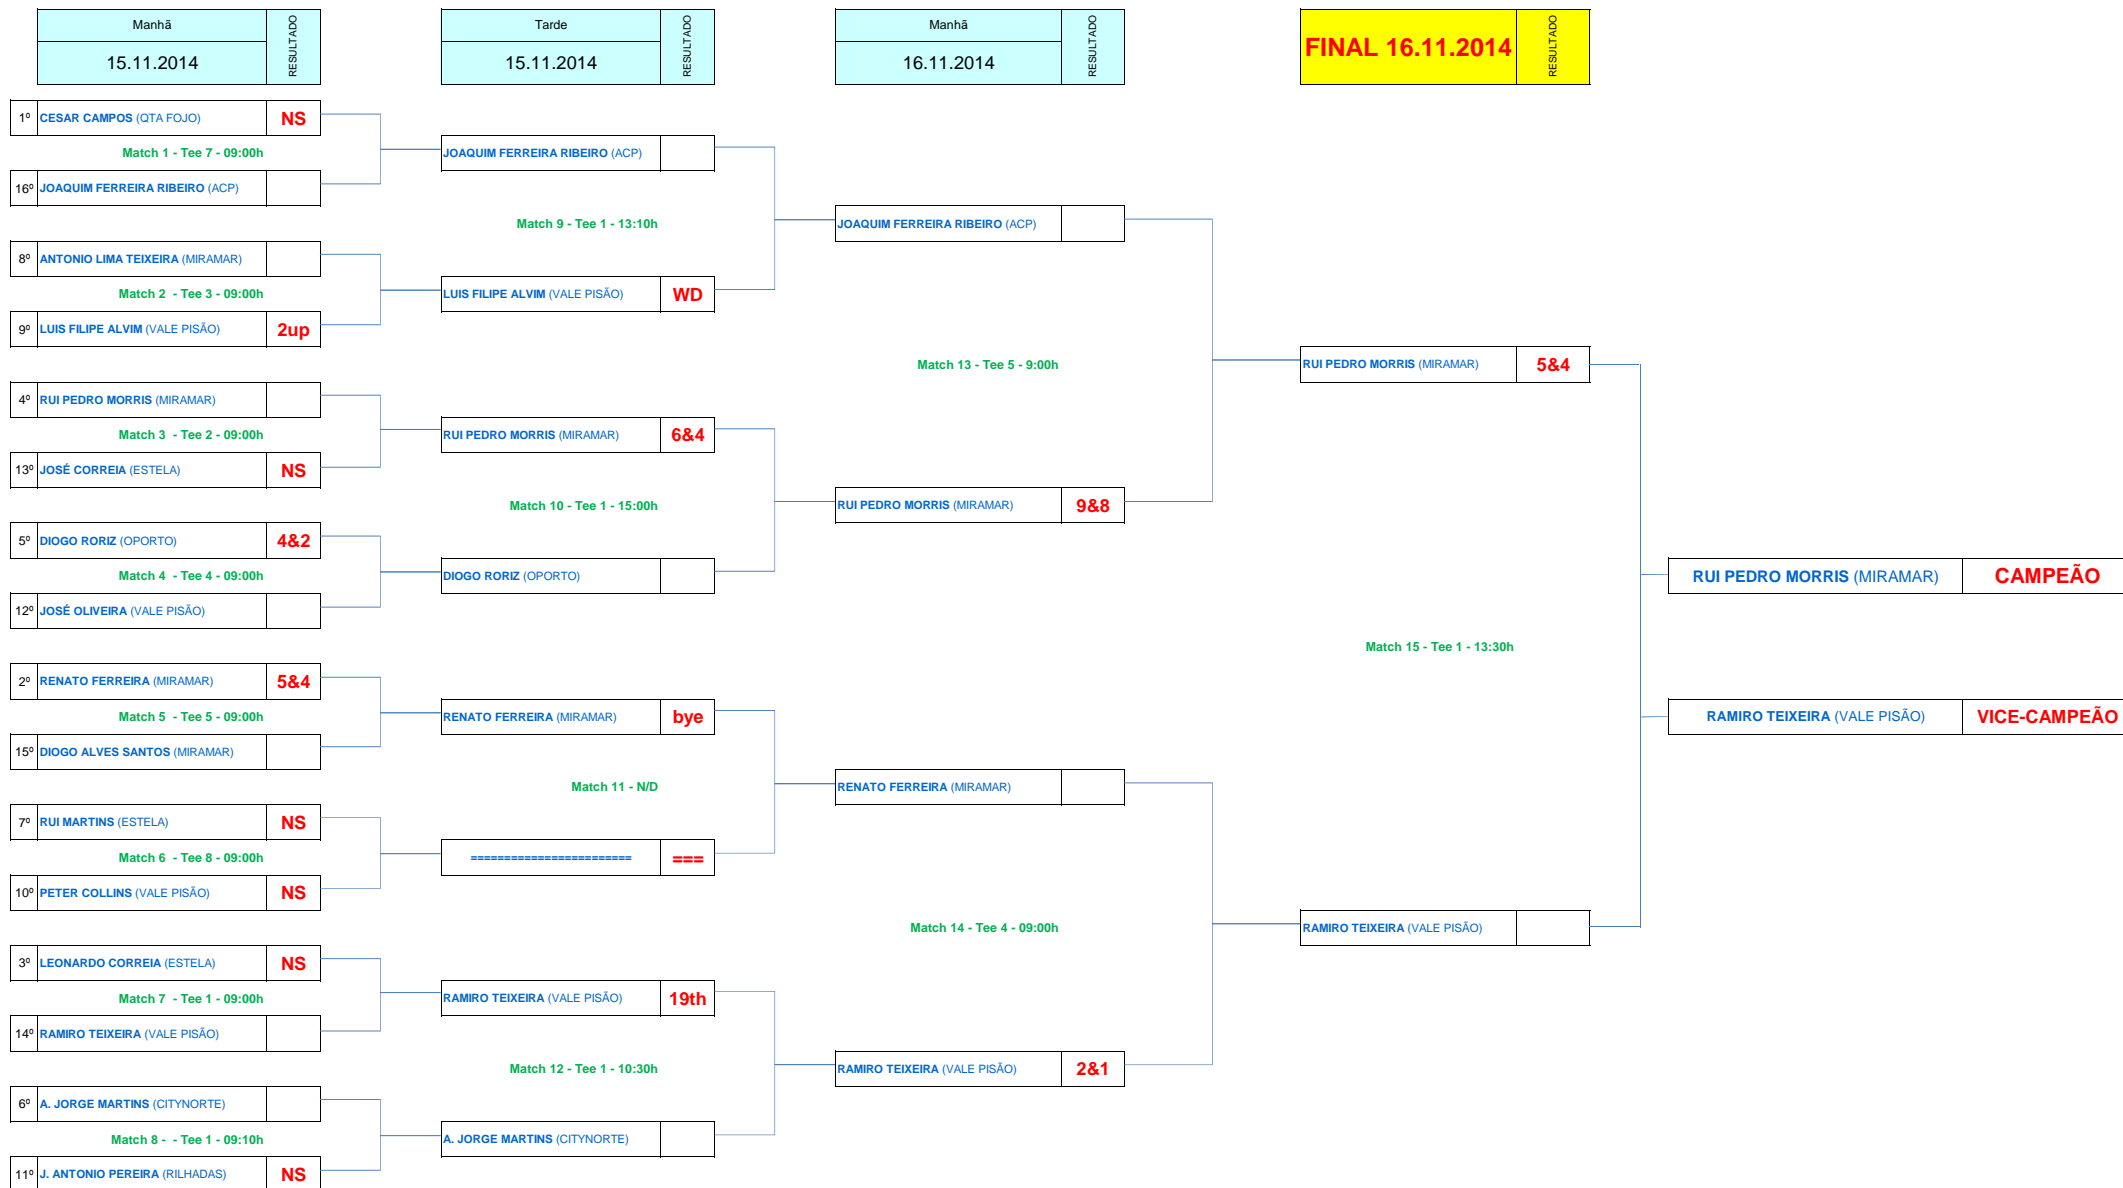 Manhã
15.11.2014
RESULTADO
Tarde
15.11.2014
RESULTADO
Manhã
16.11.2014
RESULTADO
FINAL 16.11.2014
RESULTADO
1º CESAR CAMPOS (QTA FOJO) NS
Match 1 - Tee 7 - 09:00h
16º JOAQUIM FERREIRA RIBEIRO (ACP)
8º ANTONIO LIMA TEIXEIRA (MIRAMAR)
Match 2 - Tee 3 - 09:00h
9º LUIS FILIPE ALVIM (VALE PISÃO) 2up
4º RUI PEDRO MORRIS (MIRAMAR)
Match 3 - Tee 2 - 09:00h
13º JOSÉ CORREIA (ESTELA) NS
5º DIOGO RORIZ (OPORTO) 4&2
Match 4 - Tee 4 - 09:00h
12º JOSÉ OLIVEIRA (VALE PISÃO)
2º RENATO FERREIRA (MIRAMAR) 5&4
Match 5 - Tee 5 - 09:00h
15º DIOGO ALVES SANTOS (MIRAMAR)
7º RUI MARTINS (ESTELA) NS
Match 6 - Tee 8 - 09:00h
10º PETER COLLINS (VALE PISÃO) NS
3º LEONARDO CORREIA (ESTELA) NS
Match 7 - Tee 1 - 09:00h
14º RAMIRO TEIXEIRA (VALE PISÃO)
6º A. JORGE MARTINS (CITYNORTE)
Match 8 - - Tee 1 - 09:10h
11º J. ANTONIO PEREIRA (RILHADAS) NS
JOAQUIM FERREIRA RIBEIRO (ACP)
Match 9 - Tee 1 - 13:10h
LUIS FILIPE ALVIM (VALE PISÃO) WD
RUI PEDRO MORRIS (MIRAMAR) 6&4
Match 10 - Tee 1 - 15:00h
DIOGO RORIZ (OPORTO)
RENATO FERREIRA (MIRAMAR) bye
Match 11 - N/D
======================== ===
RAMIRO TEIXEIRA (VALE PISÃO) 19th
Match 12 - Tee 1 - 10:30h
A. JORGE MARTINS (CITYNORTE)
JOAQUIM FERREIRA RIBEIRO (ACP)
Match 13 - Tee 5 - 9:00h
RUI PEDRO MORRIS (MIRAMAR) 9&8
RENATO FERREIRA (MIRAMAR)
Match 14 - Tee 4 - 09:00h
RAMIRO TEIXEIRA (VALE PISÃO) 2&1
RUI PEDRO MORRIS (MIRAMAR) 5&4
Match 15 - Tee 1 - 13:30h
RAMIRO TEIXEIRA (VALE PISÃO)
RUI PEDRO MORRIS (MIRAMAR) CAMPEÃO
RAMIRO TEIXEIRA (VALE PISÃO) VICE-CAMPEÃO